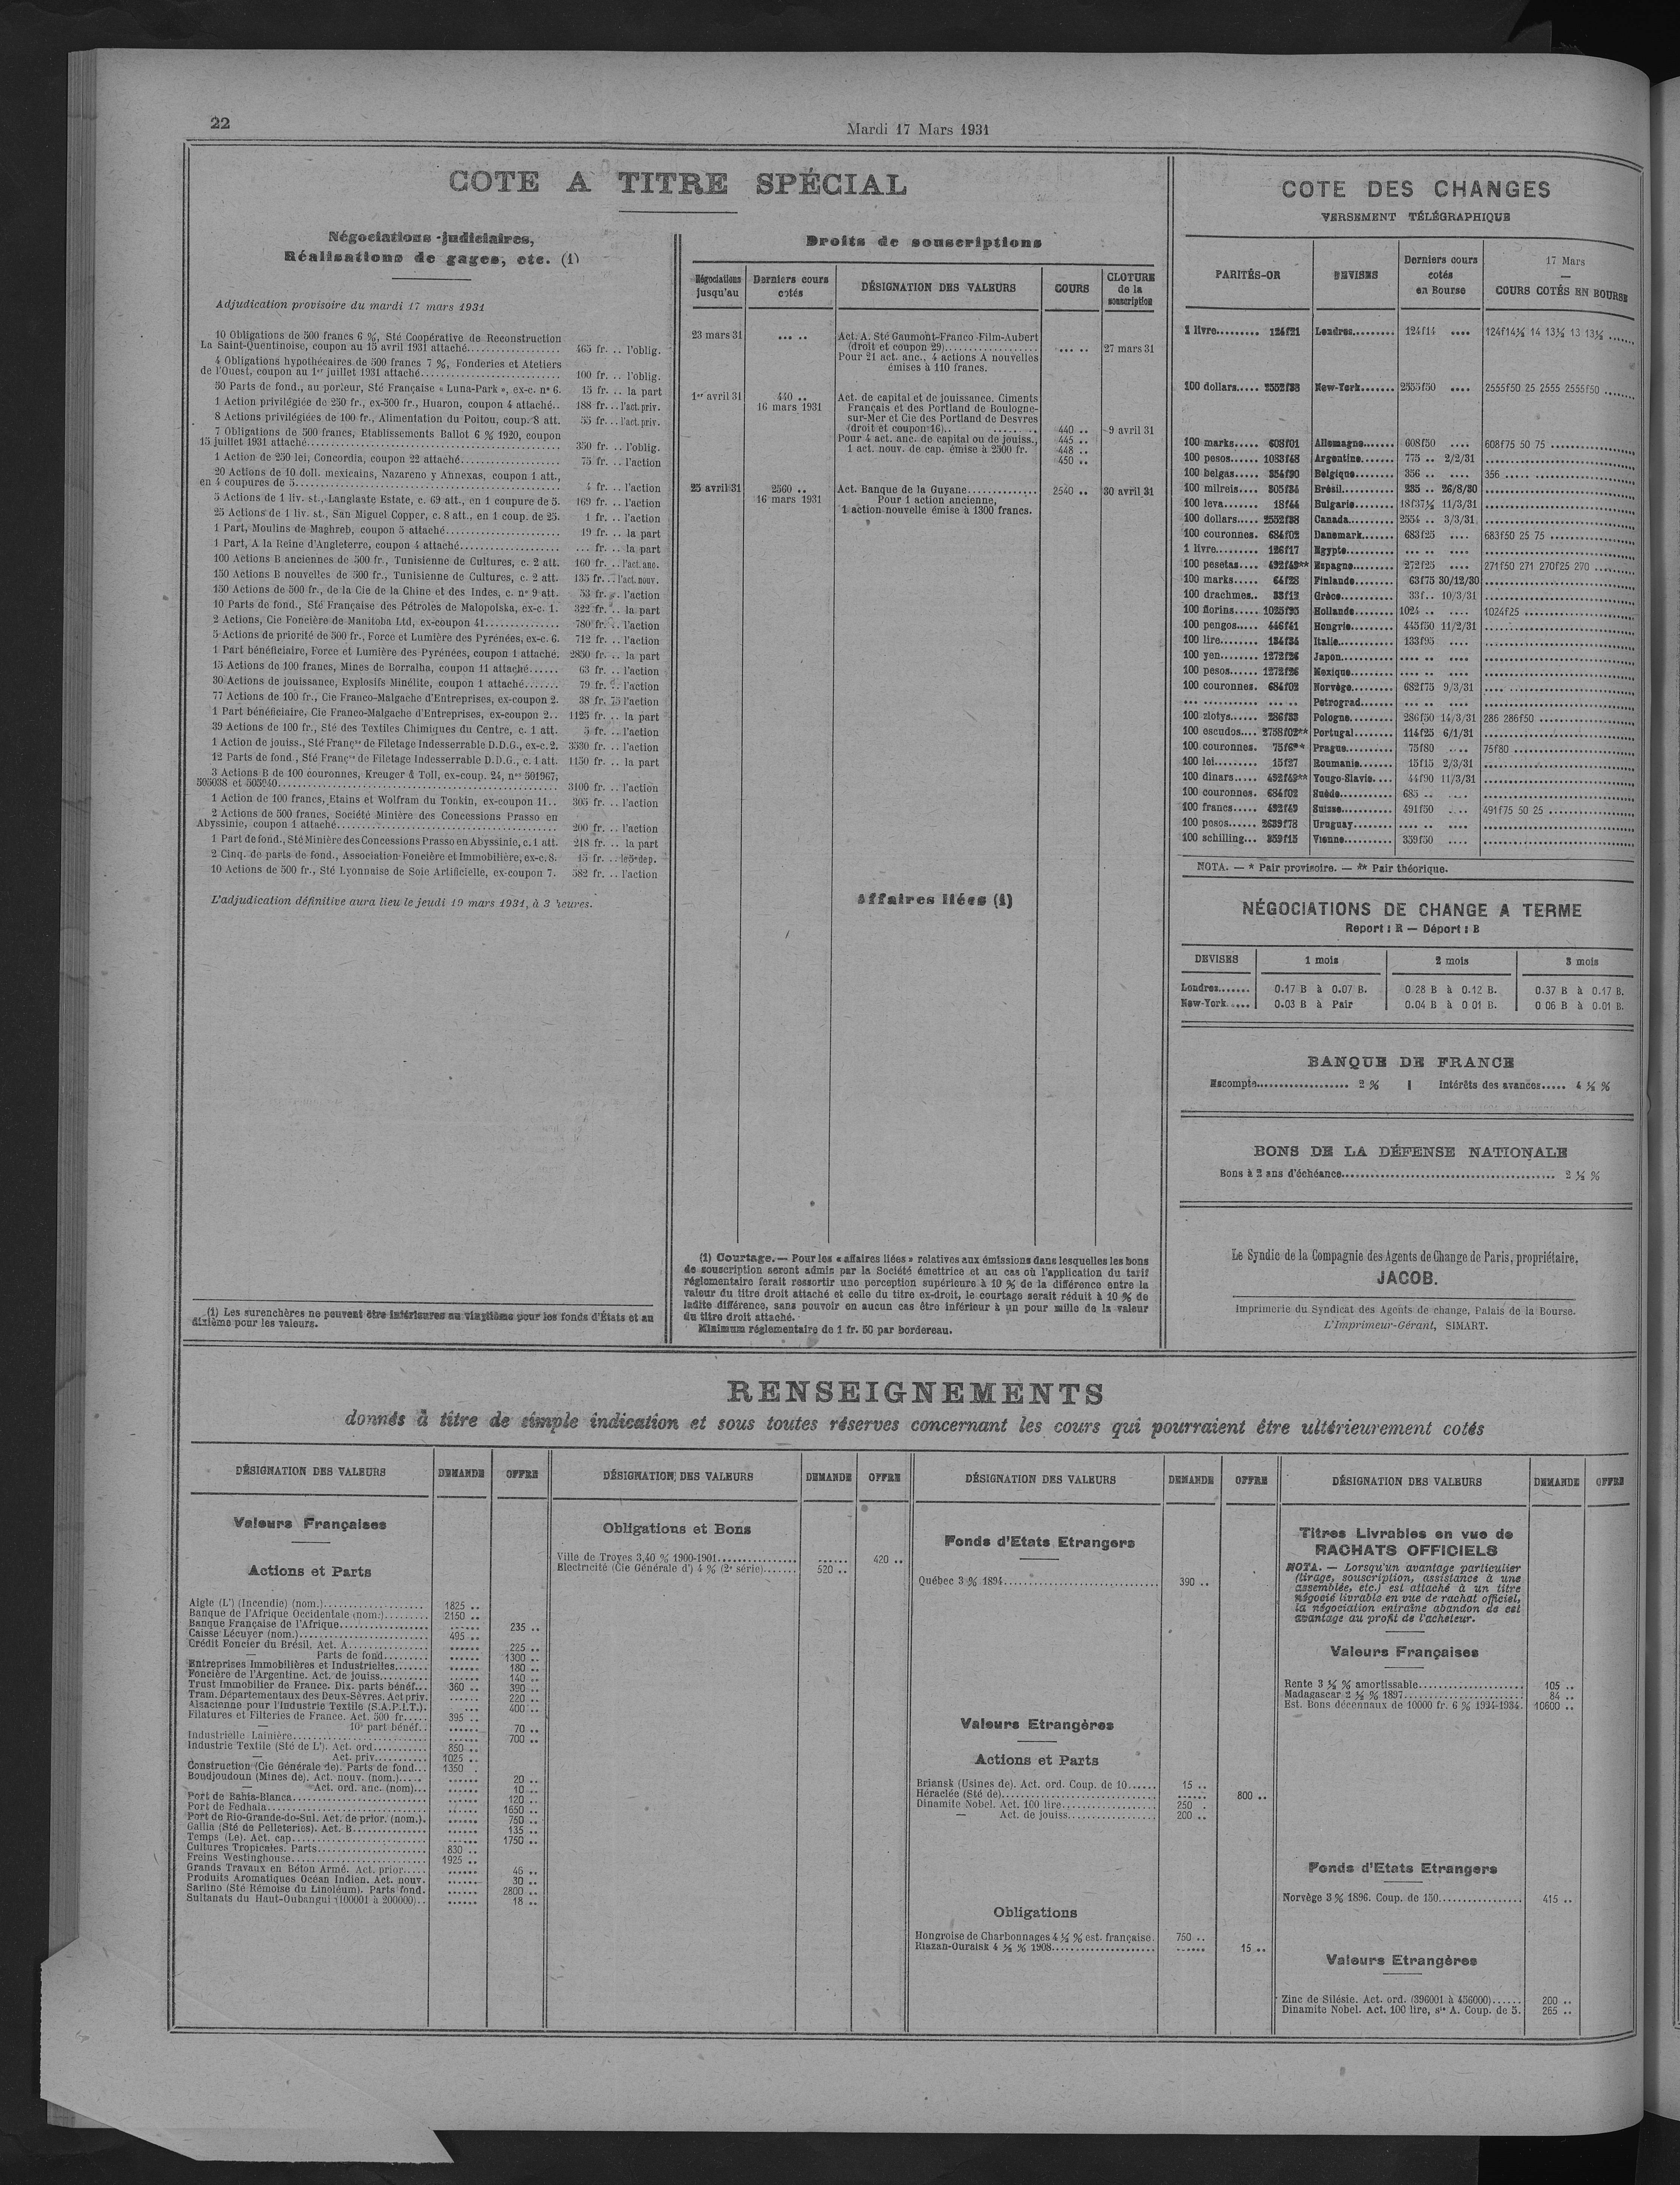 22
Mardi 17 Mars 1931
COTE A TITRE SPÉCIAL
Négociations judiciaires,
Réalisations de gages, etc. (1)
Adjudication provisoire du mardi 17 mars 1931
10 Obligations de 500 francs 6 %, Sté Coopérative de Reconstruction
La Saint-Quentinoise, coupon au 15 avril 1931 attaché.................. 465 fr. .. l'oblig.
4 Obligations hypothécaires de 500 francs 7 %, Fonderies et Ateliers
de l'Ouest, coupon au 1er juillet 1931 attaché........................... 100 fr. .. l'oblig.
50 Parts de fond., au porteur, Sté Française « Luna-Park », ex-c. n° 6. 15 fr. .. la part
1 Action privilégiée de 250 fr., ex-500 fr., Huaron, coupon 4 attaché.. 188 fr. .. l'act. priv.
8 Actions privilégiées de 100 fr., Alimentation du Poitou, coup. 8 att. 55 fr. .. l'act. priv.
7 Obligations de 500 francs, Etablissements Ballot 6 % 1920, coupon
15 juillet 1931 attaché.................................................. 350 fr. .. l'oblig.
1 Action de 250 lei, Concordia, coupon 22 attaché.................... 75 fr. .. l'action
20 Actions de 10 doll. mexicains, Nazareno y Annexas, coupon 1 att.,
en 4 coupures de 5...................................................... 4 fr. .. l'action
5 Actions de 1 liv. st., Langlaate Estate, c. 69 att., en 1 coupure de 5. 169 fr. .. l'action
25 Actions de 1 liv. st., San Miguel Copper, c. 8 att., en 1 coup. de 25. 1 fr. .. l'action
1 Part, Moulins de Maghreb, coupon 5 attaché....................... 19 fr. .. la part
1 Part, A la Reine d'Angleterre, coupon 4 attaché.................... ... fr. .. la part
100 Actions B anciennes de 500 fr., Tunisienne de Cultures, c. 2 att. 160 fr. .. l'act. anc.
150 Actions B nouvelles de 500 fr., Tunisienne de Cultures, c. 2 att. 135 fr. .. l'act. nouv.
150 Actions de 500 fr., de la Cie de la Chine et des Indes, c. n° 9 att. 53 fr. .. l'action
10 Parts de fond., Sté Française des Pétroles de Malopolska, ex-c. 1. 322 fr. .. la part
2 Actions, Cie Foncière de Manitoba Ltd, ex-coupon 41............... 780 fr. .. l'action
5 Actions de priorité de 500 fr., Force et Lumière des Pyrénées, ex-c. 6. 712 fr. .. l'action
1 Part bénéficiaire, Force et Lumière des Pyrénées, coupon 1 attaché. 2850 fr. .. la part
15 Actions de 100 francs, Mines de Borralha, coupon 11 attaché...... 63 fr. .. l'action
30 Actions de jouissance, Explosifs Minélite, coupon 1 attaché....... 79 fr. .. l'action
77 Actions de 100 fr., Cie Franco-Malgache d'Entreprises, ex-coupon 2. 38 fr. 75 l'action
1 Part bénéficiaire, Cie Franco-Malgache d'Entreprises, ex-coupon 2.. 1125 fr. .. la part
39 Actions de 100 fr., Sté des Textiles Chimiques du Centre, c. 1 att. 5 fr. .. l'action
1 Action de jouiss., Sté Franç se de Filetage Indesserrable D.D.G., ex-c. 2. 3530 fr. .. l'action
12 Parts de fond., Sté Franç se de Filetage Indesserrable D.D.G., c. 1 att. 1150 fr. .. la part
3 Actions B de 100 couronnes, Kreuger & Toll, ex-coup. 24, nos 501967,
505038 et 505040....................................................... 3100 fr. .. l'action
1 Action de 100 francs, Etains et Wolfram du Tonkin, ex-coupon 11.. 305 fr. .. l'action
2 Actions de 500 francs, Société Minière des Concessions Prasso en
Abyssinie, coupon 1 attaché............................................ 200 fr. .. l'action
1 Part de fond., Sté Minière des Concessions Prasso en Abyssinie, c. 1 att. 218 fr. .. la part
2 Cinq. de parts de fond., Association Foncière et Immobilière, ex-c. 8. 15 fr. .. le 5e de p.
10 Actions de 500 fr., Sté Lyonnaise de Soie Artificielle, ex-coupon 7. 582 fr. .. l'action
L'adjudication définitive aura lieu le jeudi 19 mars 1931, à 3 heures.
(1) Les surenchères ne peuvent être inférieures au vingtième pour les fonds d'États et au
dixième pour les valeurs.
Droits de souscriptions
Négociations jusqu'au | Derniers cours cotés | DÉSIGNATION DES VALEURS | COURS | CLOTURE de la souscription
23 mars 31 .... .. Act. A. Sté Gaumont-Franco-Film-Aubert
(droit et coupon 29).................... .... .. 27 mars 31
Pour 21 act. anc., 4 actions A nouvelles
émises à 110 francs.
1er avril 31 440 .. Act. de capital et de jouissance. Ciments
16 mars 1931 Français et des Portland de Boulogne-
sur-Mer et Cie des Portland de Desvres
(droit et coupon 16).. ........ 440 .. 9 avril 31
Pour 4 act. anc. de capital ou de jouiss., 445 ..
1 act. nouv. de cap. émise à 2500 fr. 448 ..
450 ..
25 avril 31 2560 .. Act. Banque de la Guyane............. 2540 .. 30 avril 31
16 mars 1931 Pour 1 action ancienne,
1 action nouvelle émise à 1300 francs.
Affaires liées (1)
(1) Courtage. — Pour les « affaires liées » relatives aux émissions dans lesquelles les bons
de souscription seront admis par la Société émettrice et au cas où l'application du tarif
réglementaire ferait ressortir une perception supérieure à 10 % de la différence entre la
valeur du titre droit attaché et celle du titre ex-droit, le courtage serait réduit à 10 % de
ladite différence, sans pouvoir en aucun cas être inférieur à un pour mille de la valeur
du titre droit attaché.
Minimum réglementaire de 1 fr. 50 par bordereau.
COTE DES CHANGES
VERSEMENT TÉLÉGRAPHIQUE
PARITÉS-OR | DEVISES | Derniers cours cotés en Bourse | 17 Mars — COURS COTÉS EN BOURSE
1 livre......... 124f21 Londres......... 124f14 .... 124f14½ 14 13½ 13 13½ ......
100 dollars..... 2552f33 New-York....... 2555f50 .... 2555f50 25 2555 2555f50 ........
100 marks..... 608f01 Allemagne....... 608f50 .... 608f75 50 75
100 pesos...... 1083f48 Argentine........ 775 .. 2/2/31
100 belgas..... 354f90 Belgique......... 356 .. .... 356
100 milreis.... 305f34 Brésil........... 235 .. 26/8/30
100 leva....... 18f44 Bulgarie......... 18f37½ 11/3/31
100 dollars..... 2552f38 Canada.......... 2554 .. 3/3/31
100 couronnes. 684f02 Danemark....... 683f25 .... 683f50 25 75
1 livre........ 126f17 Egypte.......... .... .. ....
100 pesetas.... 492f49** Espagne......... 272f25 .... 271f50 271 270f25 270
100 marks..... 64f28 Finlande........ 63f75 30/12/30
100 drachmes.. 33f12 Grèce........... 33f.. 10/3/31
100 florins..... 1025f95 Hollande........ 1024 .. .... 1024f25
100 pengos..... 446f41 Hongrie......... 445f50 11/2/31
100 lire........ 134f34 Italie........... 133f95 ....
100 yen........ 1272f26 Japon........... .... .. ....
100 pesos...... 1272f26 Mexique......... .... .. ....
100 couronnes. 684f02 Norvège......... 682f75 9/3/31
... ............ .... .. Petrograd....... .... .. ....
100 zlotys...... 286f33 Pologne......... 286f50 14/3/31 286 286f50
100 escudos.... 2758f02** Portugal......... 114f25 6/1/31
100 couronnes. Prague.......... 75f80 .... 75f80
100 lei......... 15f27 Roumanie....... 15f15 2/3/31
100 dinars..... 492f49** Yougo-Slavie.... 44f90 11/3/31
100 couronnes. 684f02 Suède........... 685 .. ....
100 francs..... 492f49 Suisse........... 491f50 .... 491f75 50 25
100 pesos...... 2639f78 Uruguay......... .... .. ....
100 schilling... 359f15 Vienne.......... 359f50 ....
NOTA. — * Pair provisoire. — ** Pair théorique.
NÉGOCIATIONS DE CHANGE A TERME
Report : R — Déport : B
DEVISES | 1 mois | 2 mois | 3 mois
Londres....... 0.17 B à 0.07 B. 0 28 B à 0.12 B. 0.37 B à 0.17 B.
New-York..... 0.03 B à Pair 0.04 B à 0 01 B. 0 06 B à 0.01 B.
BANQUE DE FRANCE
Escompte.................. 2 % Intérêts des avances..... 4 ½ %
BONS DE LA DÉFENSE NATIONALE
Bons à 2 ans d'échéance...................................................... 2 ½ %
Le Syndic de la Compagnie des Agents de Change de Paris, propriétaire,
JACOB.
Imprimerie du Syndicat des Agents de change, Palais de la Bourse.
L'Imprimeur-Gérant, SIMART.
RENSEIGNEMENTS
donnés à titre de simple indication et sous toutes réserves concernant les cours qui pourraient être ultérieurement cotés
DÉSIGNATION DES VALEURS | DEMANDE | OFFRE
Valeurs Françaises
Actions et Parts
Aigle (L') (Incendie) (nom.)..................... 1825 ..
Banque de l'Afrique Occidentale (nom.)......... 2150 ..
Banque Française de l'Afrique.................. ...... 235 ..
Caisse Lécuyer (nom.).......................... 495 ..
Crédit Foncier du Brésil. Act. A................ ...... 225 ..
— Parts de fond......... ...... 1300 ..
Entreprises Immobilières et Industrielles....... ...... 180 ..
Foncière de l'Argentine. Act. de jouiss.......... ...... 140 ..
Trust Immobilier de France. Dix. parts bénéf... 360 .. 390 ..
Tram. Départementaux des Deux-Sèvres. Act priv. ...... 220 ..
Alsacienne pour l'Industrie Textile (S.A.P.I.T.). ... 400 ..
Filatures et Filteries de France. Act. 500 fr..... 395 ..
— 10e part bénéf.. ...... 70 ..
Industrielle Lainière........................... ...... 700 ..
Industrie Textile (Sté de L'). Act. ord........... 850 ..
— Act. priv........... 1025 ..
Construction (Cie Générale de). Parts de fond... 1350 .
Boudjoudoun (Mines de). Act. nouv. (nom.)..... ...... 20 ..
— Act. ord. anc. (nom)... ...... 10 ..
Port de Bahia-Blanca........................... ...... 120 ..
Port de Fedhala................................ ...... 1650 ..
Port de Rio-Grande-do-Sul. Act. de prior. (nom.). ...... 750 ..
Gallia (Sté de Pelleteries). Act. B............... ...... 135 ..
Temps (Le). Act. cap........................... ...... 1750 ..
Cultures Tropicales. Parts...................... 830 ..
Freins Westinghouse........................... 1925 ..
Grands Travaux en Béton Armé. Act. prior..... ...... 46 ..
Produits Aromatiques Océan Indien. Act. nouv. ...... 30 ..
Sarlino (Sté Rémoise du Linoléum). Parts fond. ...... 2800 ..
Sultanats du Haut-Oubangui (100001 à 200000).. ...... 18 ..
DÉSIGNATION DES VALEURS | DEMANDE | OFFRE
Obligations et Bons
Ville de Troyes 3,40 % 1900-1901................ ...... 420 ..
Electricité (Cie Générale d') 4 % (2e série)....... 520 ..
DÉSIGNATION DES VALEURS | DEMANDE | OFFRE
Fonds d'Etats Etrangers
Québec 3 % 1894............................... 390 ..
Valeurs Etrangères
Actions et Parts
Briansk (Usines de). Act. ord. Coup. de 10...... 15 ..
Héraclée (Sté de)............................... ...... 800 ..
Dinamite Nobel. Act. 100 lire................... 250 .
— Act. de jouiss.................. 200 ..
Obligations
Hongroise de Charbonnages 4 ½ % est. française. 750 ..
Riazan-Ouralsk 4 ½ % 1908..................... ...... 15 ..
DÉSIGNATION DES VALEURS | DEMANDE | OFFRE
Titres Livrables en vue de
RACHATS OFFICIELS
NOTA. — Lorsqu'un avantage particulier
(tirage, souscription, assistance à une
assemblée, etc.) est attaché à un titre
négocié livrable en vue de rachat officiel,
la négociation entraîne abandon de cet
avantage au profit de l'acheteur.
Valeurs Françaises
Rente 3 ½ % amortissable..................... 105 ..
Madagascar 2 ½ % 1897........................ 84 ..
Est. Bons décennaux de 10000 fr. 6 % 1924-1934. 10600 ..
Fonds d'Etats Etrangers
Norvège 3 % 1896. Coup. de 150................ 415 ..
Valeurs Etrangères
Zinc de Silésie. Act. ord. (396001 à 456000)...... 200 ..
Dinamite Nobel. Act. 100 lire, sie A. Coup. de 5. 265 ..